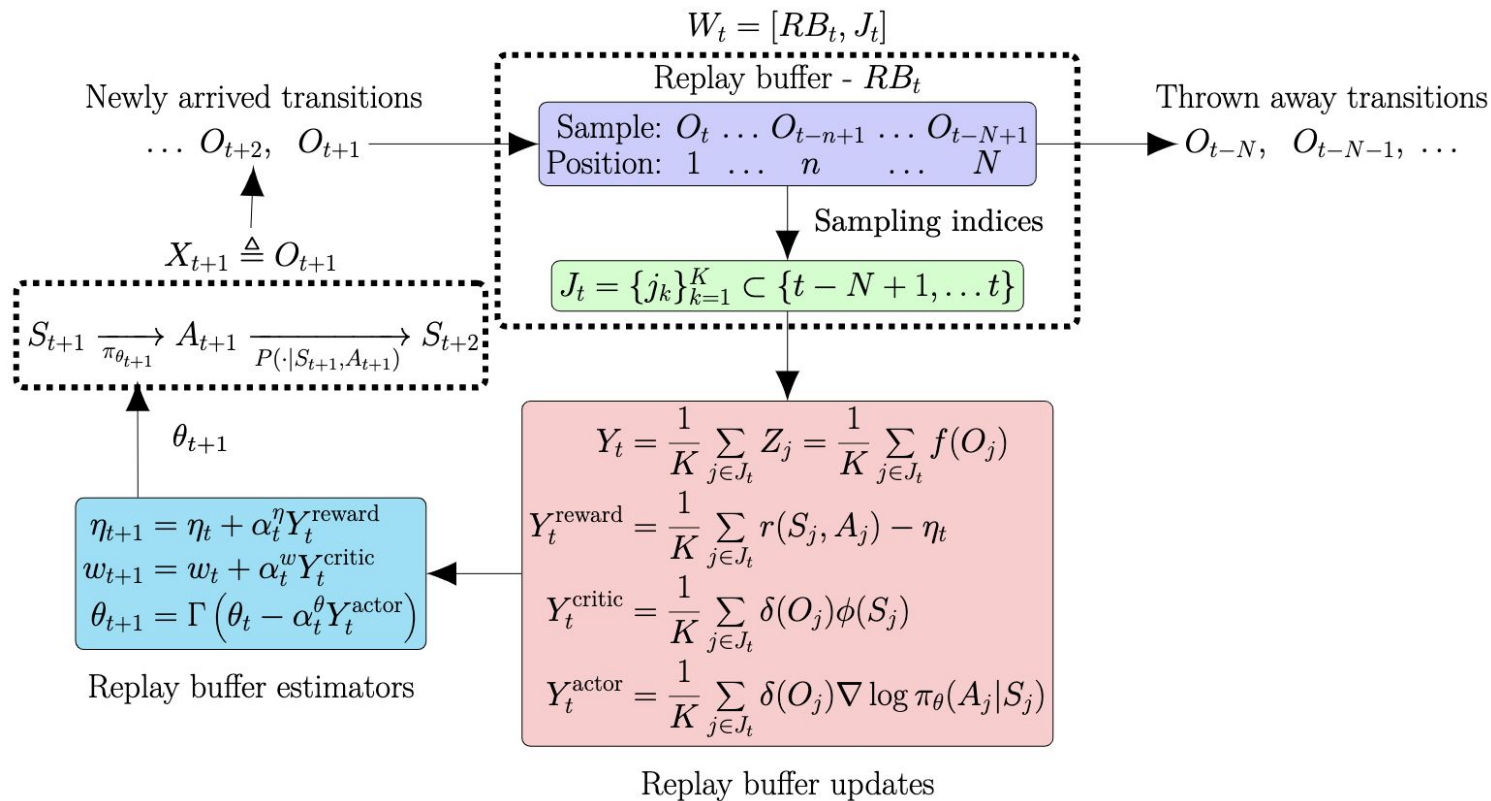 W_t = [RB_t, J_t]
Replay buffer - RB_t
Newly arrived transitions
… O_{t+2}, O_{t+1}
Sample: O_t … O_{t−n+1} … O_{t−N+1}
Position: 1 … n … N
Thrown away transitions
O_{t−N}, O_{t−N−1}, …
Sampling indices
J_t = {j_k}_{k=1}^K ⊂ {t − N + 1, … t}
X_{t+1} ≜ O_{t+1}
S_{t+1} →_{π_{θ_{t+1}}} A_{t+1} →_{P(·|S_{t+1},A_{t+1})} S_{t+2}
θ_{t+1}
Y_t = \frac{1}{K} ∑_{j∈J_t} Z_j = \frac{1}{K} ∑_{j∈J_t} f(O_j)
Y_t^{reward} = \frac{1}{K} ∑_{j∈J_t} r(S_j, A_j) − η_t
Y_t^{critic} = \frac{1}{K} ∑_{j∈J_t} δ(O_j)ϕ(S_j)
Y_t^{actor} = \frac{1}{K} ∑_{j∈J_t} δ(O_j)∇ log π_θ(A_j|S_j)
Replay buffer updates
η_{t+1} = η_t + α_t^η Y_t^{reward}
w_{t+1} = w_t + α_t^w Y_t^{critic}
θ_{t+1} = Γ (θ_t − α_t^θ Y_t^{actor})
Replay buffer estimators